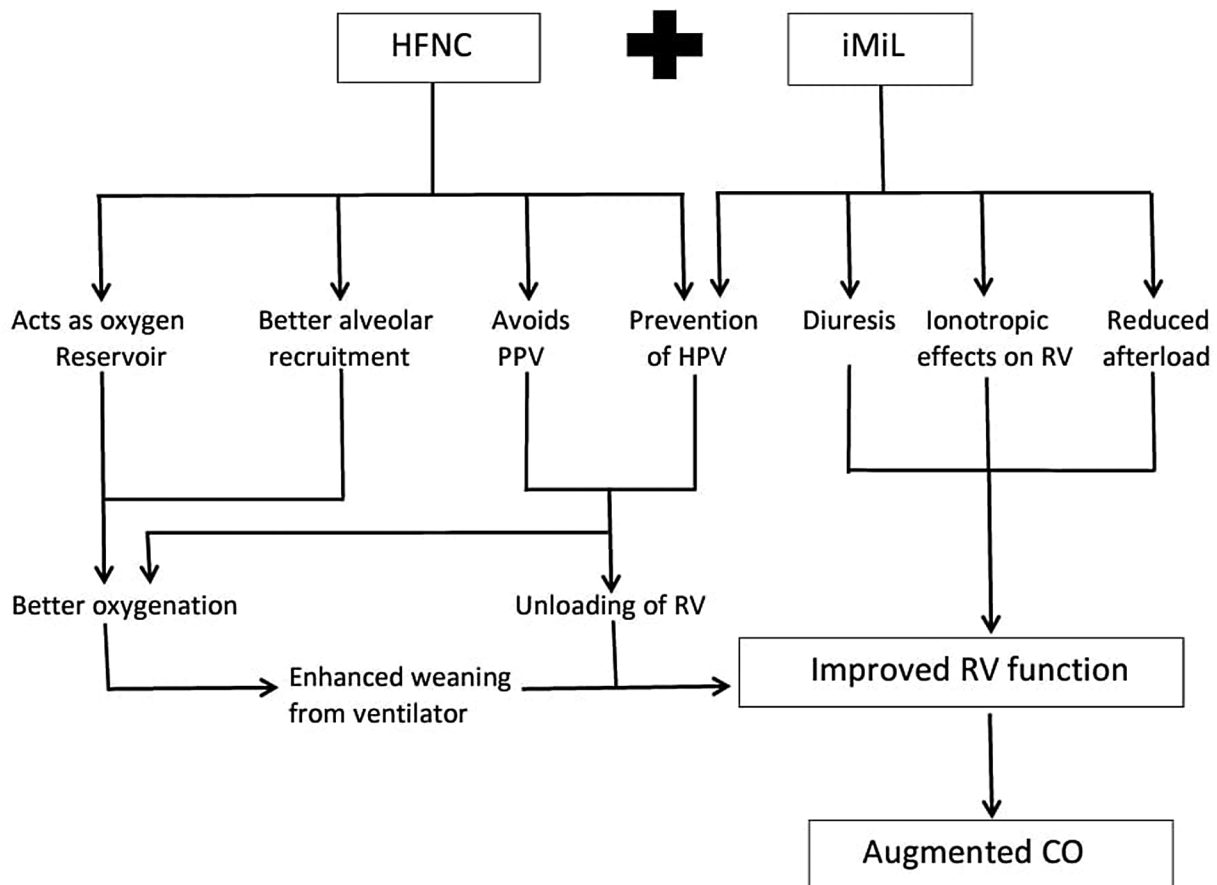 HFNC
iMiL
Acts as oxygen
Reservoir
Better alveolar
recruitment
Avoids
PPV
Prevention
of HPV
Diuresis
Ionotropic
effects on RV
Reduced
afterload
Better oxygenation
Unloading of RV
Enhanced weaning
from ventilator
Improved RV function
Augmented CO